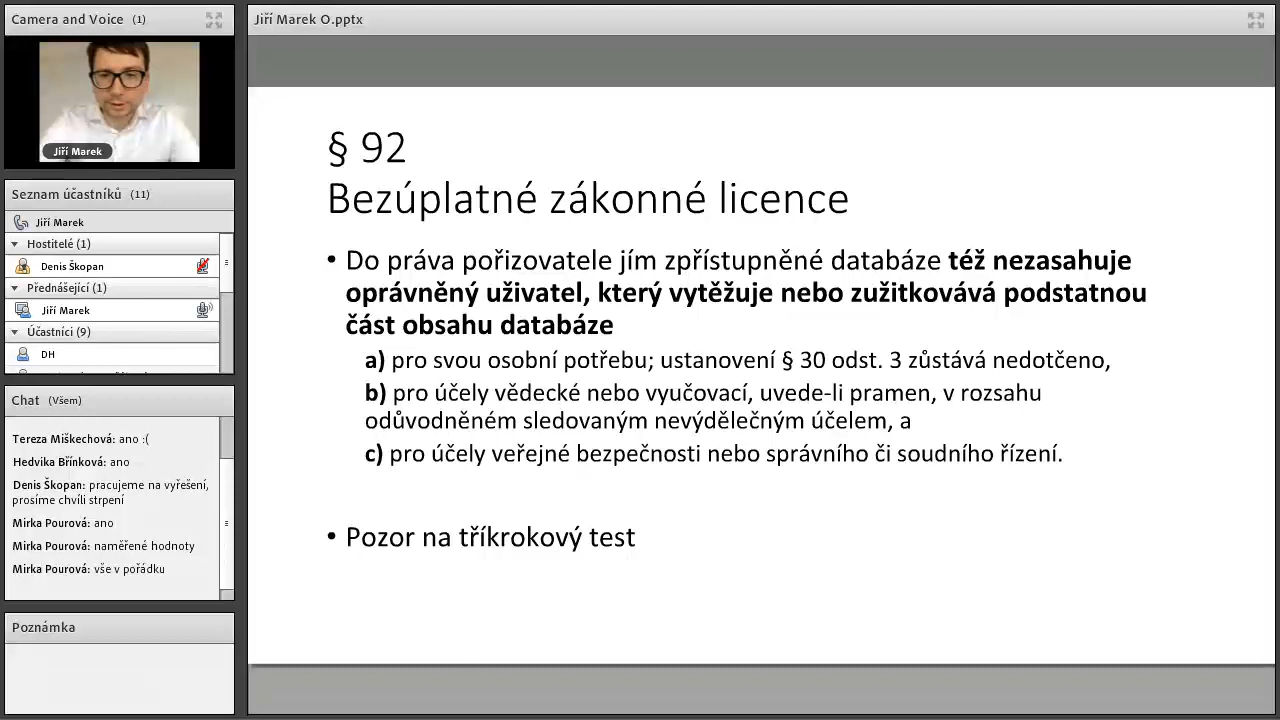 Camera and Voice (1)
Jiří Marek
Seznam účastníků (11)
Jiří Marek
Hostitelé (1)
Denis Škopan
Přednášející (1)
Jiří Marek
Účastníci (9)
DH
Chat (Všem)
Tereza Miškechová: ano :(
Hedvika Břínková: ano
Denis Škopan: pracujeme na vyřešení,
prosíme chvíli strpení
Mirka Pourová: ano
Mirka Pourová: naměřené hodnoty
Mirka Pourová: vše v pořádku
Poznámka
Jiří Marek O.pptx
§ 92
Bezúplatné zákonné licence
• Do práva pořizovatele jím zpřístupněné databáze též nezasahuje
oprávněný uživatel, který vytěžuje nebo zužitkovává podstatnou
část obsahu databáze
a) pro svou osobní potřebu; ustanovení § 30 odst. 3 zůstává nedotčeno,
b) pro účely vědecké nebo vyučovací, uvede-li pramen, v rozsahu
odůvodněném sledovaným nevýdělečným účelem, a
c) pro účely veřejné bezpečnosti nebo správního či soudního řízení.
• Pozor na tříkrokový test